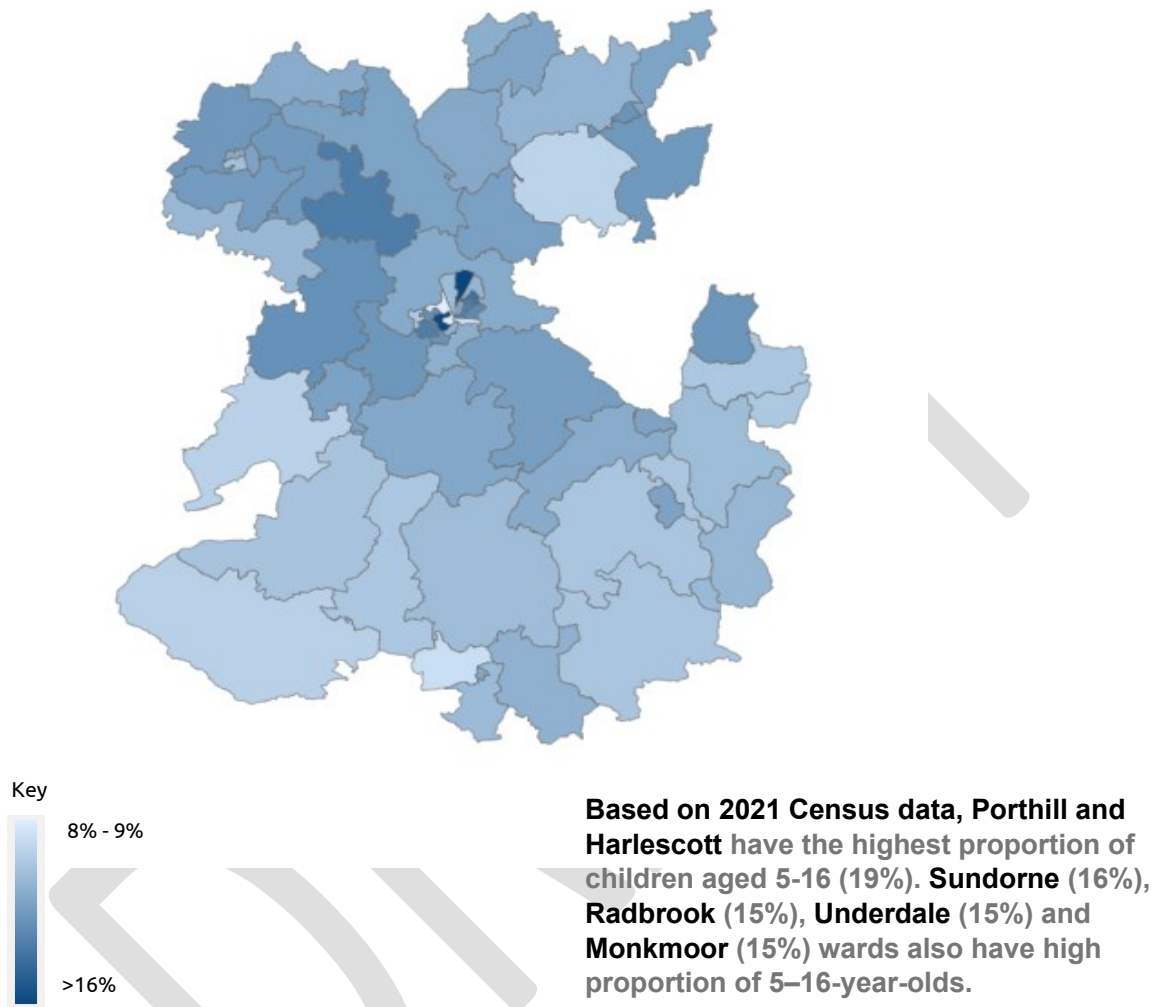 Key
8% - 9%
>16%
Based on 2021 Census data, Porthill and
Harlescott have the highest proportion of
children aged 5-16 (19%). Sundorne (16%),
Radbrook (15%), Underdale (15%) and
Monkmoor (15%) wards also have high
proportion of 5–16-year-olds.